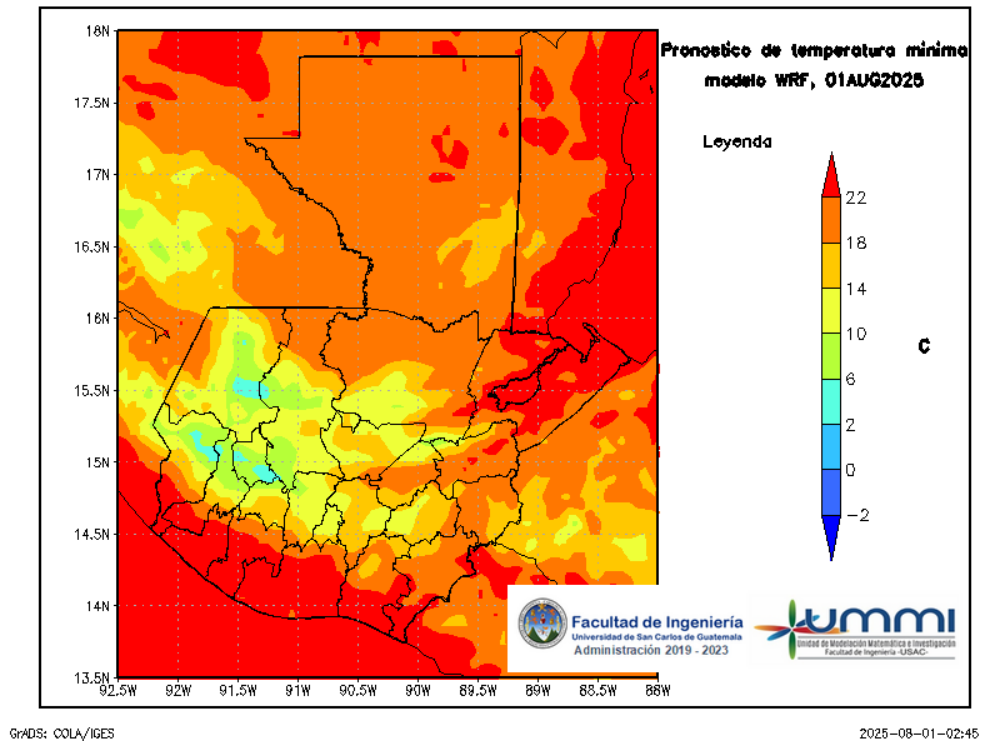 Pronostico de temperatura minima
modelo WRF, 01AUG2025
Leyenda
22
18
14
10
6
2
0
-2
C
18N
17.5N
17N
16.5N
16N
15.5N
15N
14.5N
14N
13.5N
92.5W
92W
91.5W
91W
90.5W
90W
89.5W
89W
88.5W
88W
Facultad de Ingeniería
Universidad de San Carlos de Guatemala
Administración 2019 - 2023
ummi
Unidad de Modelación Matemática e Investigación
Facultad de Ingeniería -USAC-
GrADS: COLA/IGES
2025-08-01-02:45